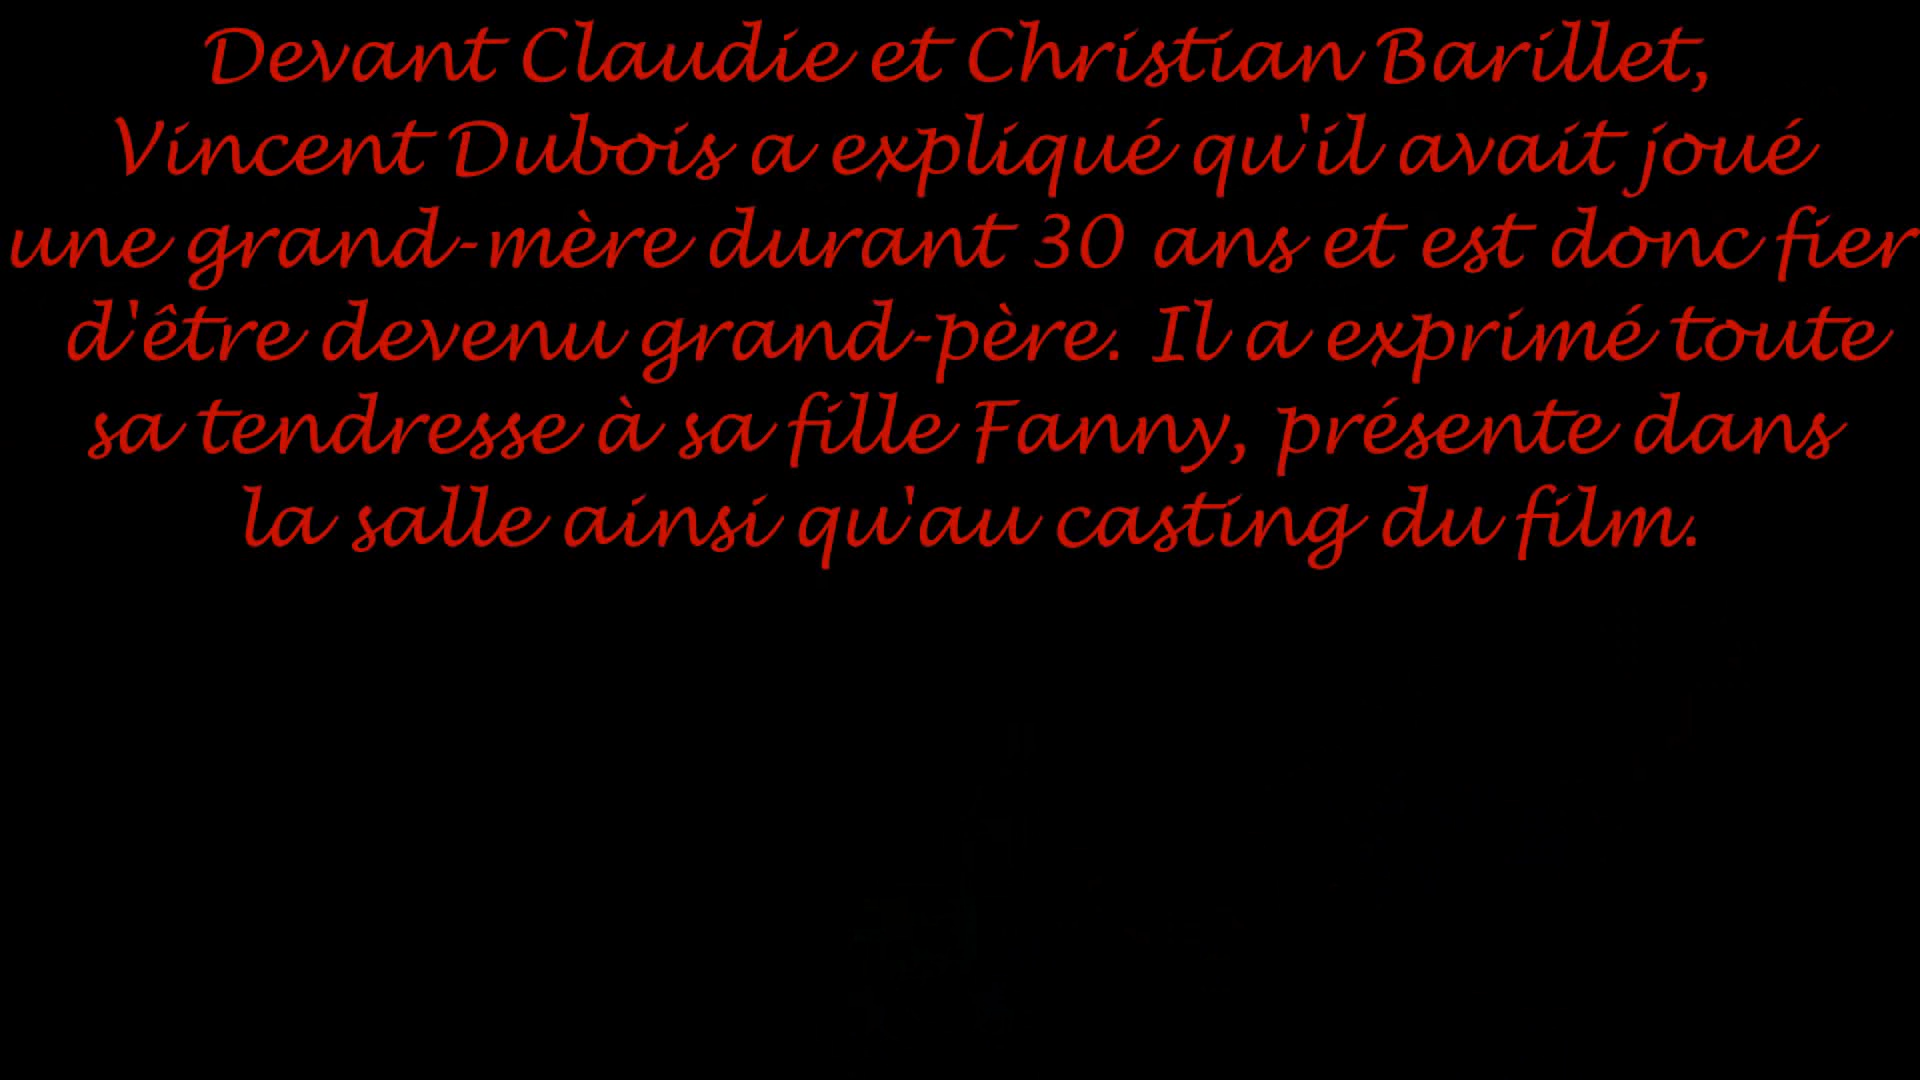 Devant Claudie et Christian Barillet,
Vincent Dubois a expliqué qu'il avait joué
une grand-mère durant 30 ans et est donc fier
d'être devenu grand-père. Il a exprimé toute
sa tendresse à sa fille Fanny, présente dans
la salle ainsi qu'au casting du film.